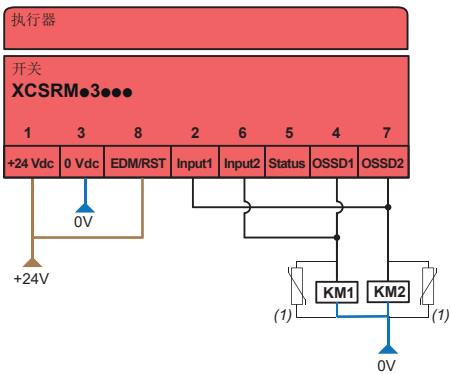 执行器
开关
XCSRM●3●●●
1 3 8 2 6 5 4 7
+24 Vdc 0 Vdc EDM/RST Input1 Input2 Status OSSD1 OSSD2
0V
+24V
KM1 KM2
(1) (1)
0V